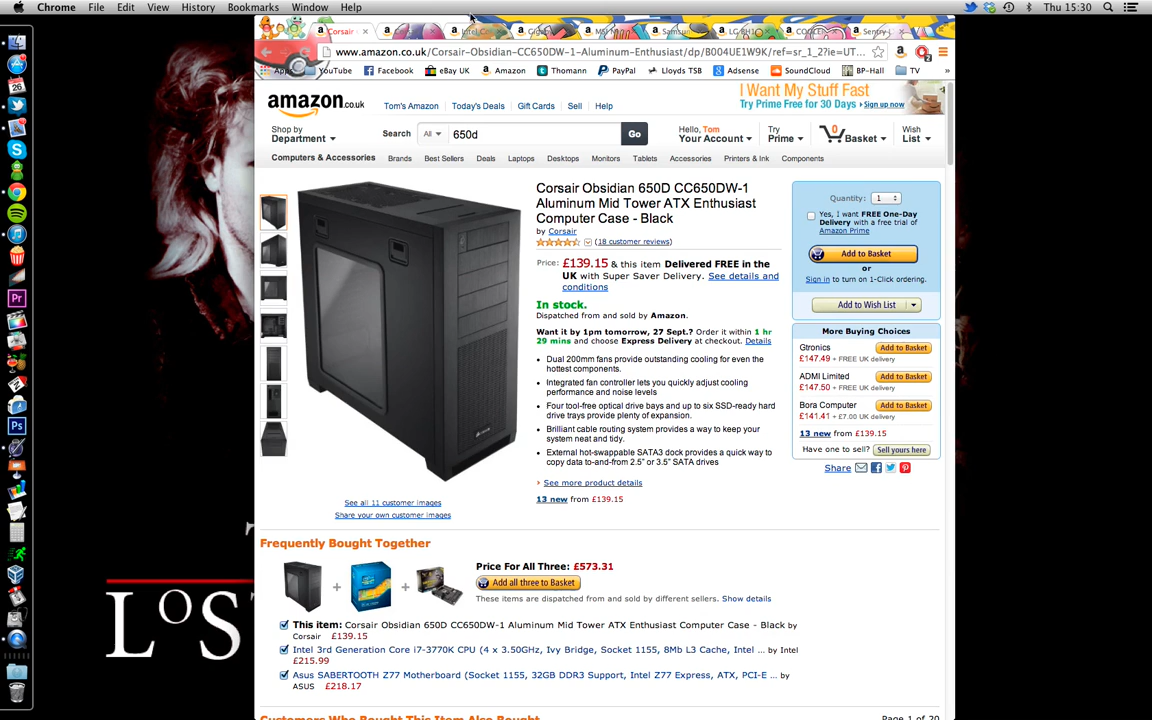 Chrome File Edit View History Bookmarks Window Help Thu 15:30
Corsair
www.amazon.co.uk/Corsair-Obsidian-CC650DW-1-Aluminum-Enthusiast/dp/B004UE1W9K/ref=sr_1_2?ie=UT...
YouTube Facebook eBay UK Amazon Thomann PayPal Lloyds TSB Adsense SoundCloud BP-Hall TV »
amazon.co.uk Tom's Amazon Today's Deals Gift Cards Sell Help
I Want My Stuff Fast
Try Prime Free for 30 Days Sign up now
Shop by
Department
Search All 650d Go
Hello, Tom
Your Account
Try
Prime
0
Basket
Wish
List
Computers & Accessories Brands Best Sellers Deals Laptops Desktops Monitors Tablets Accessories Printers & Ink Components
Corsair Obsidian 650D CC650DW-1
Aluminum Mid Tower ATX Enthusiast
Computer Case - Black
by Corsair
(18 customer reviews)
Price: £139.15 & this item Delivered FREE in the
UK with Super Saver Delivery. See details and
conditions
In stock.
Dispatched from and sold by Amazon.
Want it by 1pm tomorrow, 27 Sept.? Order it within 1 hr
29 mins and choose Express Delivery at checkout. Details
• Dual 200mm fans provide outstanding cooling for even the
hottest components.
• Integrated fan controller lets you quickly adjust cooling
performance and noise levels
• Four tool-free optical drive bays and up to six SSD-ready hard
drive trays provide plenty of expansion.
• Brilliant cable routing system provides a way to keep your
system neat and tidy.
• External hot-swappable SATA3 dock provides a quick way to
copy data to-and-from 2.5" or 3.5" SATA drives
› See more product details
13 new from £139.15
Quantity: 1
Yes, I want FREE One-Day
Delivery with a free trial of
Amazon Prime
Add to Basket
or
Sign in to turn on 1-Click ordering.
Add to Wish List
More Buying Choices
Gtronics Add to Basket
£147.49 + FREE UK delivery
ADMI Limited Add to Basket
£147.50 + FREE UK delivery
Bora Computer Add to Basket
£141.41 + £7.00 UK delivery
13 new from £139.15
Have one to sell? Sell yours here
Share
See all 11 customer images
Share your own customer images
Frequently Bought Together
Price For All Three: £573.31
Add all three to Basket
These items are dispatched from and sold by different sellers. Show details
This item: Corsair Obsidian 650D CC650DW-1 Aluminum Mid Tower ATX Enthusiast Computer Case - Black by
Corsair £139.15
Intel 3rd Generation Core i7-3770K CPU (4 x 3.50GHz, Ivy Bridge, Socket 1155, 8Mb L3 Cache, Intel ... by Intel
£215.99
Asus SABERTOOTH Z77 Motherboard (Socket 1155, 32GB DDR3 Support, Intel Z77 Express, ATX, PCI-E ... by
ASUS £218.17
Customers Who Bought This Item Also Bought Page 1 of 20
LOST